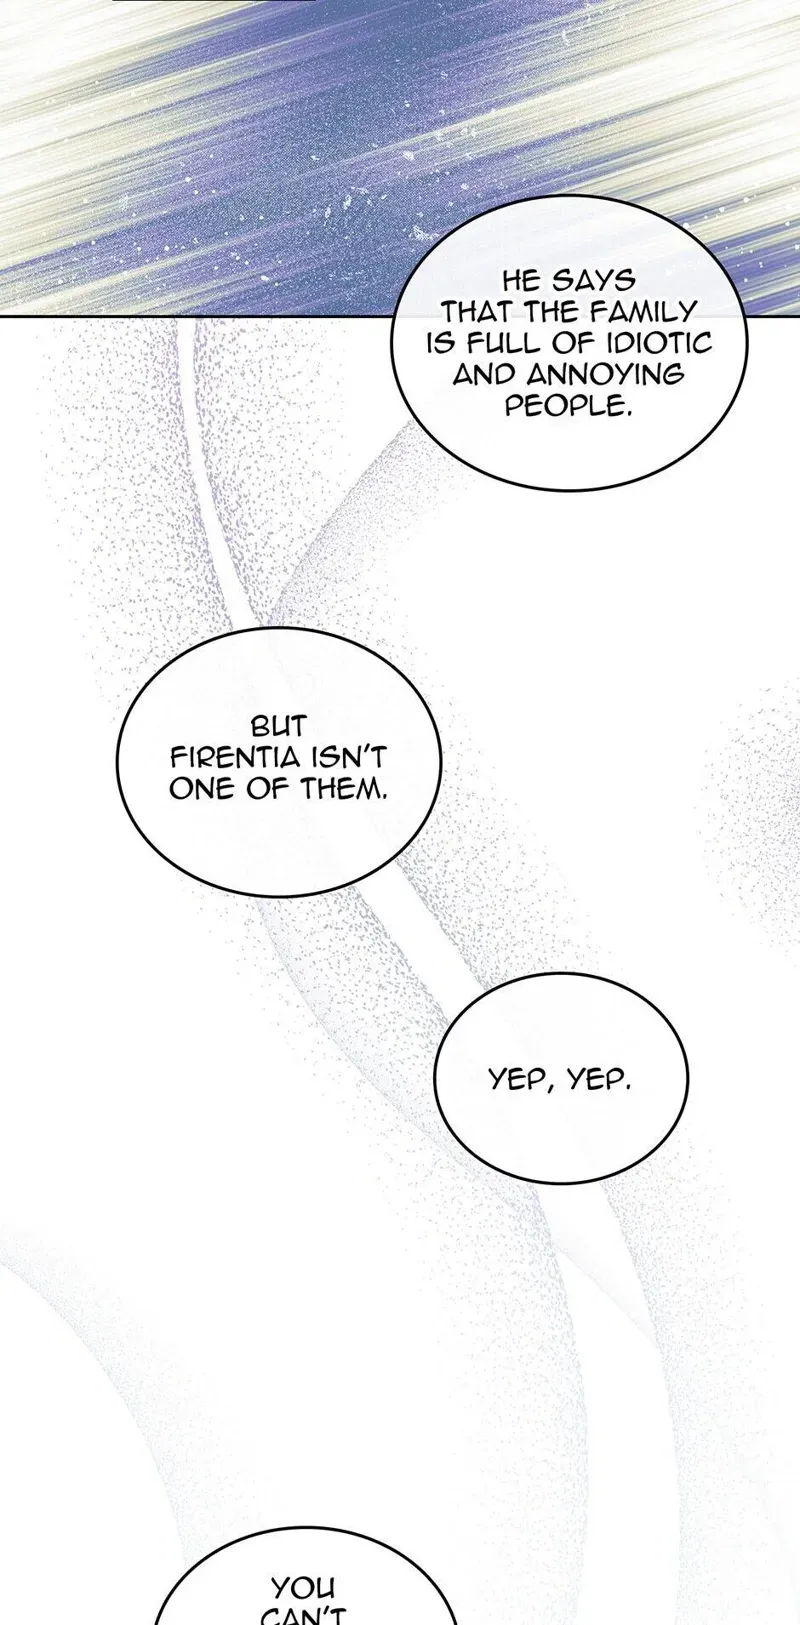 HE SAYS
THAT THE FAMILY
IS FULL OF IDIOTIC
AND ANNOYING
PEOPLE.
BUT
FIRENTIA ISN'T
ONE OF THEM.
YEP, YEP.
YOU
CAN'T